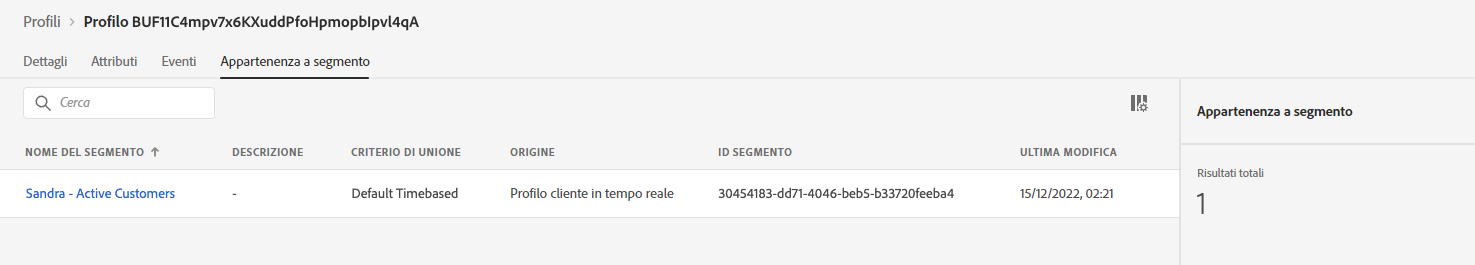 Profili > Profilo BUF11C4mpv7x6KXuddPfoHpmopbIpvl4qA
Dettagli Attributi Eventi Appartenenza a segmento
Cerca
Appartenenza a segmento
NOME DEL SEGMENTO ↑ DESCRIZIONE CRITERIO DI UNIONE ORIGINE ID SEGMENTO ULTIMA MODIFICA
Risultati totali
Sandra - Active Customers - Default Timebased Profilo cliente in tempo reale 30454183-dd71-4046-beb5-b33720feeba4 15/12/2022, 02:21
1